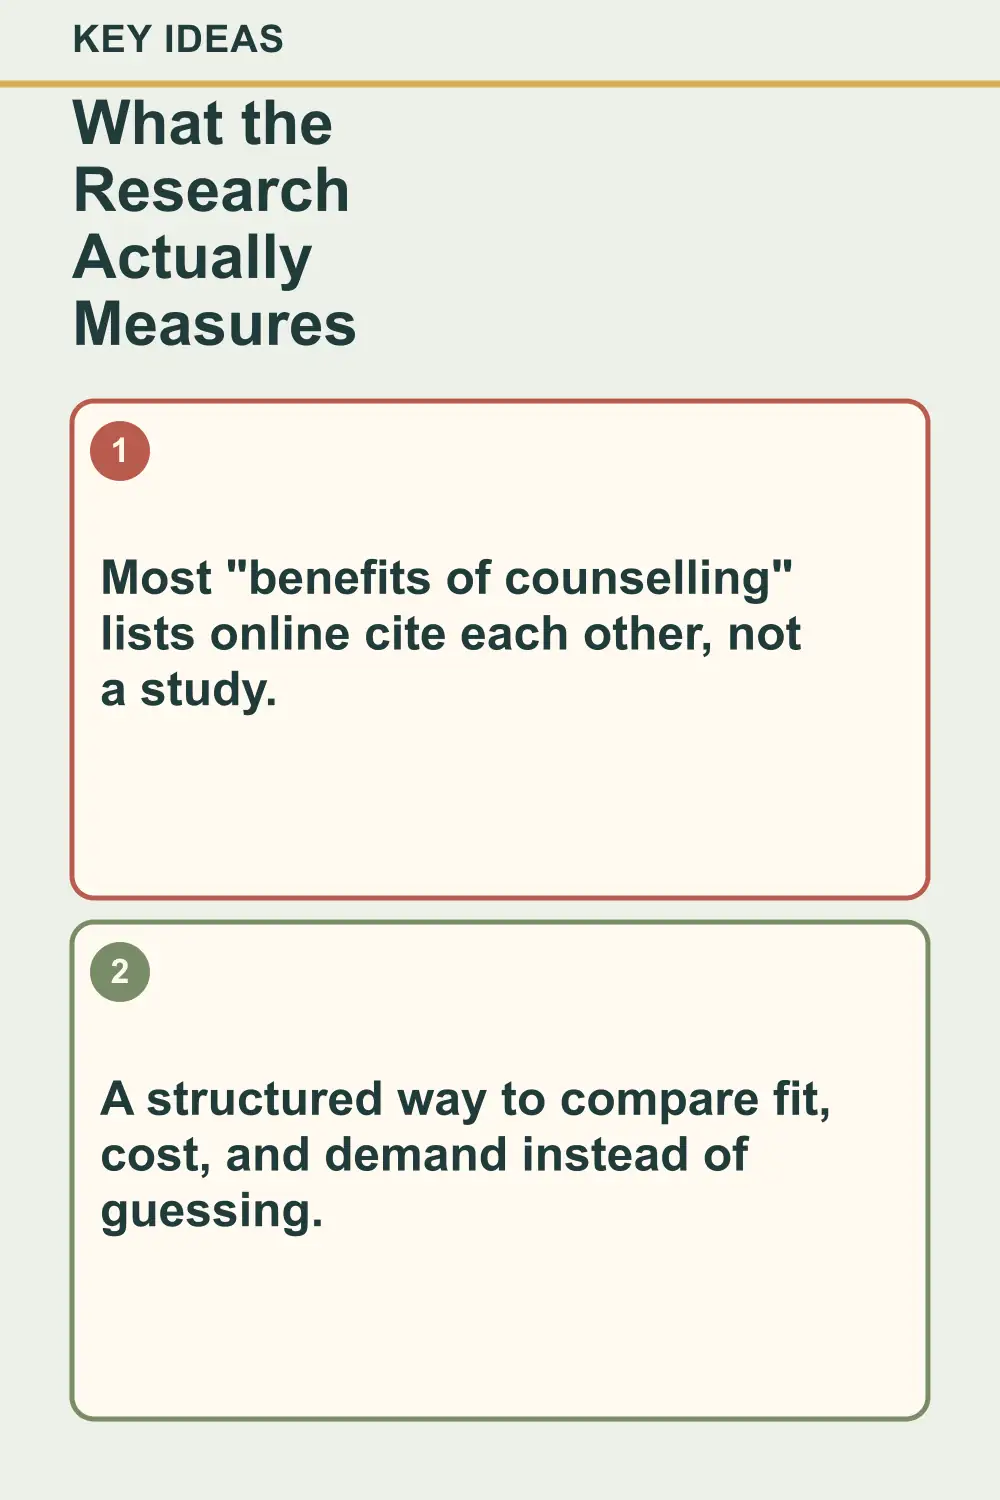 KEY IDEAS
What the
Research
Actually
Measures
1
Most "benefits of counselling"
lists online cite each other, not
a study.
2
A structured way to compare fit,
cost, and demand instead of
guessing.